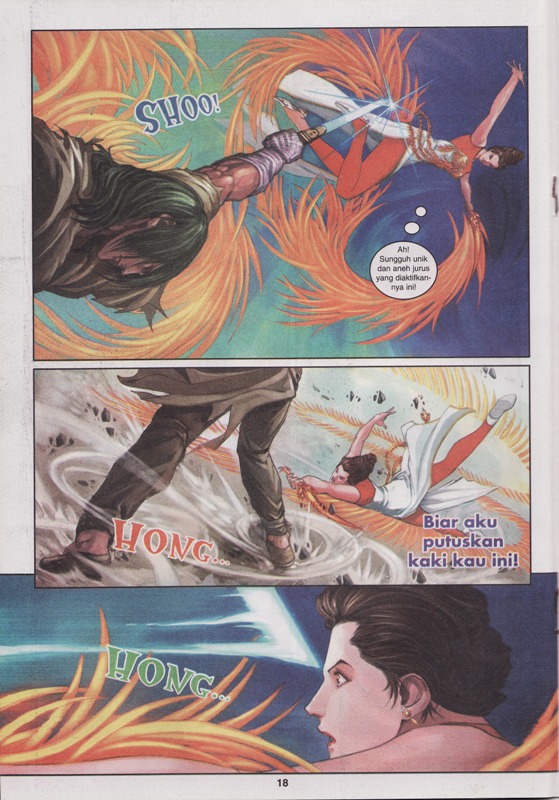 SHOO!
Ah!
Sungguh unik
dan aneh jurus
yang diaktifkan-
nya ini!
HONG...
Biar aku
putuskan
kaki kau ini!
HONG...
18